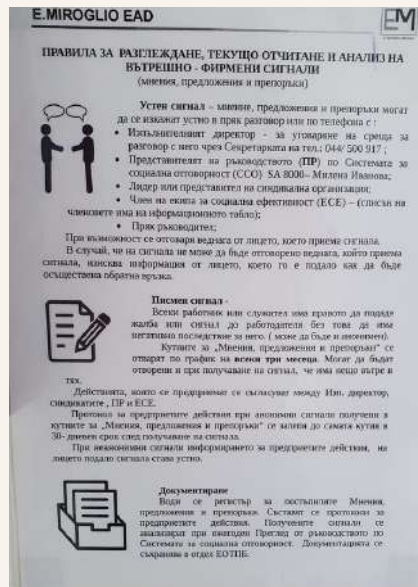 E.MIROGLIO EAD
EM
ПРАВИЛА ЗА РАЗГЛЕЖДАНЕ, ТЕКУЩО ОТЧИТАНЕ И АНАЛИЗ НА
ВЪТРЕШНО - ФИРМЕНИ СИГНАЛИ
(мнения, предложения и препоръки)
Устен сигнал – мнение, предложения и препоръки могат
да се изкажат устно в пряк разговор или по телефона с :
• Изпълнителният директор - за уговаряне на среща за
разговор с него чрез Секретарката на тел.: 044/ 500 917 ;
• Представителят на ръководството (ПР) по Системата за
социална отговорност (ССО) SA 8000– Милена Иванова;
• Лидер или представител на синдикална организация;
• Член на екипа за социална ефективност (ЕСЕ) – (списък на
членовете има на информационното табло);
• Пряк ръководител;
При възможност се отговаря веднага от лицето, което приема сигнала.
В случай, че на сигнала не може да бъде отговорено веднага, който приема
сигнала, изисква информация от лицето, което го е подало как да бъде
осъществена обратна връзка.
Писмен сигнал -
Всеки работник или служител има правото да подаде
жалба или сигнал до работодателя без това да има
негативно последствие за него. ( може да бъде и анонимен).
Кутиите за „Мнения, предложения и препоръки" се
отварят по график на всеки три месеца. Могат да бъдат
отворени и при получаване на сигнал, че има нещо вътре в
тях.
Действията, които се предприемат се съгласуват между Изп. директор,
синдикатите , ПР и ЕСЕ.
Протокол за предприетите действия при анонимни сигнали получени в
кутиите за „Мнения, предложения и препоръки" се залепя до самата кутия в
30- дневен срок след получаване на сигнала.
При неанонимни сигнали информирането за предприетите действия, на
лицето подало сигнала става устно.
Документиране
Води се регистър за постъпилите Мнения,
предложения и препоръки. Съставят се протоколи за
предприетите действия. Получените сигнали се
анализират при ежегоден Преглед от ръководството по
Системата за социална отговорност. Документацията се
съхранява в отдел ЕОТПБ.